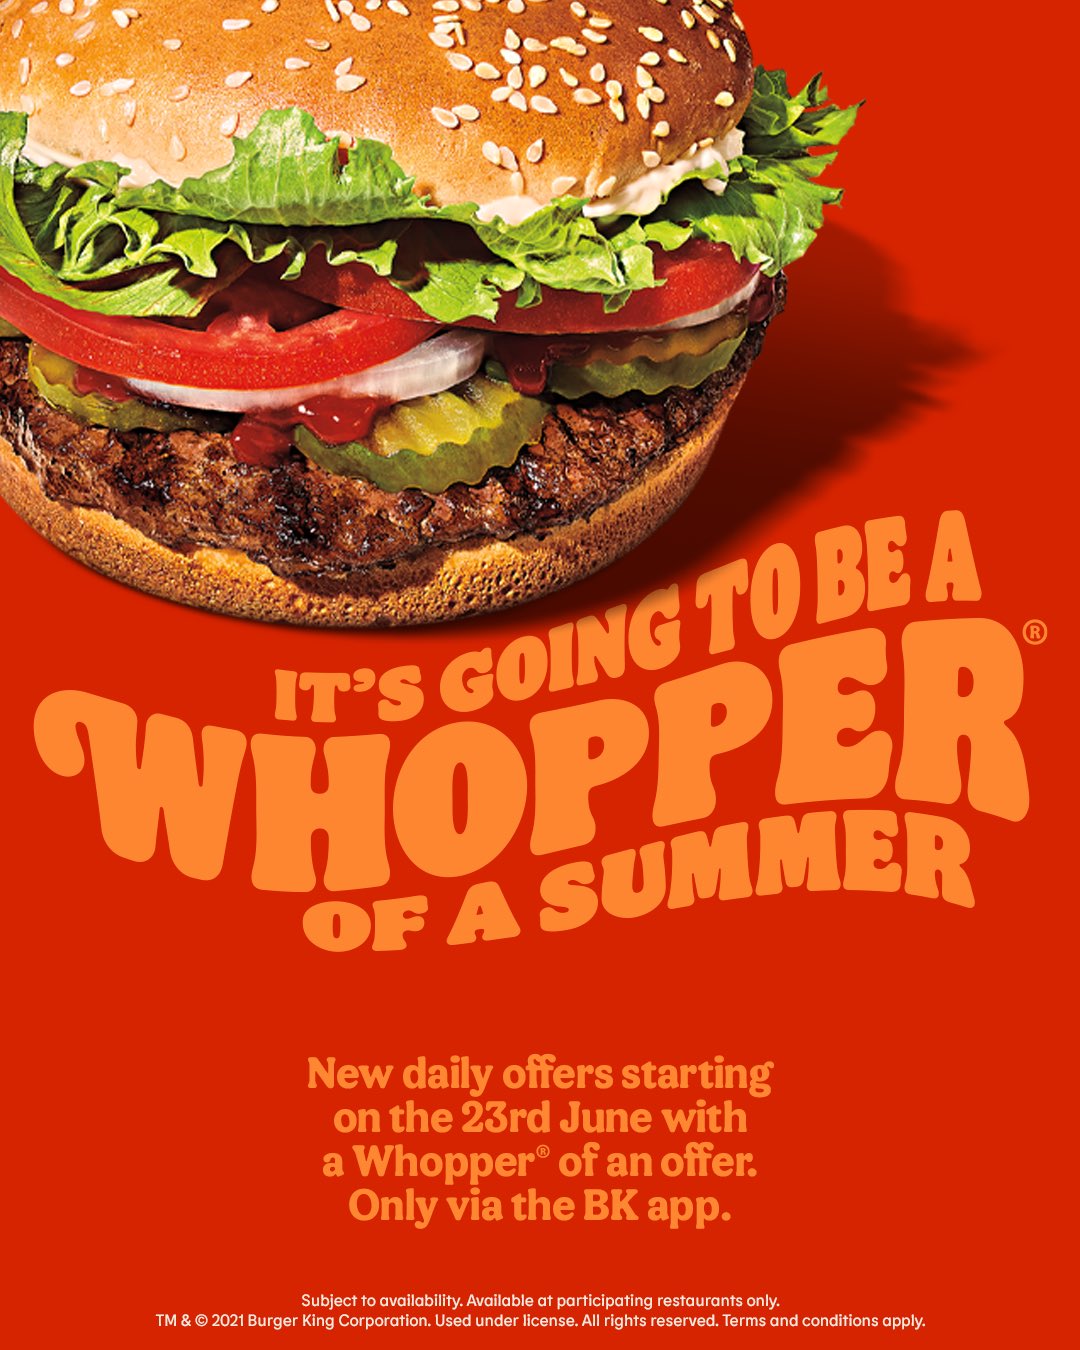 IT'S GOING TO BE A
WHOPPER®
OF A SUMMER
New daily offers starting
on the 23rd June with
a Whopper® of an offer.
Only via the BK app.
Subject to availability. Available at participating restaurants only.
TM & © 2021 Burger King Corporation. Used under license. All rights reserved. Terms and conditions apply.